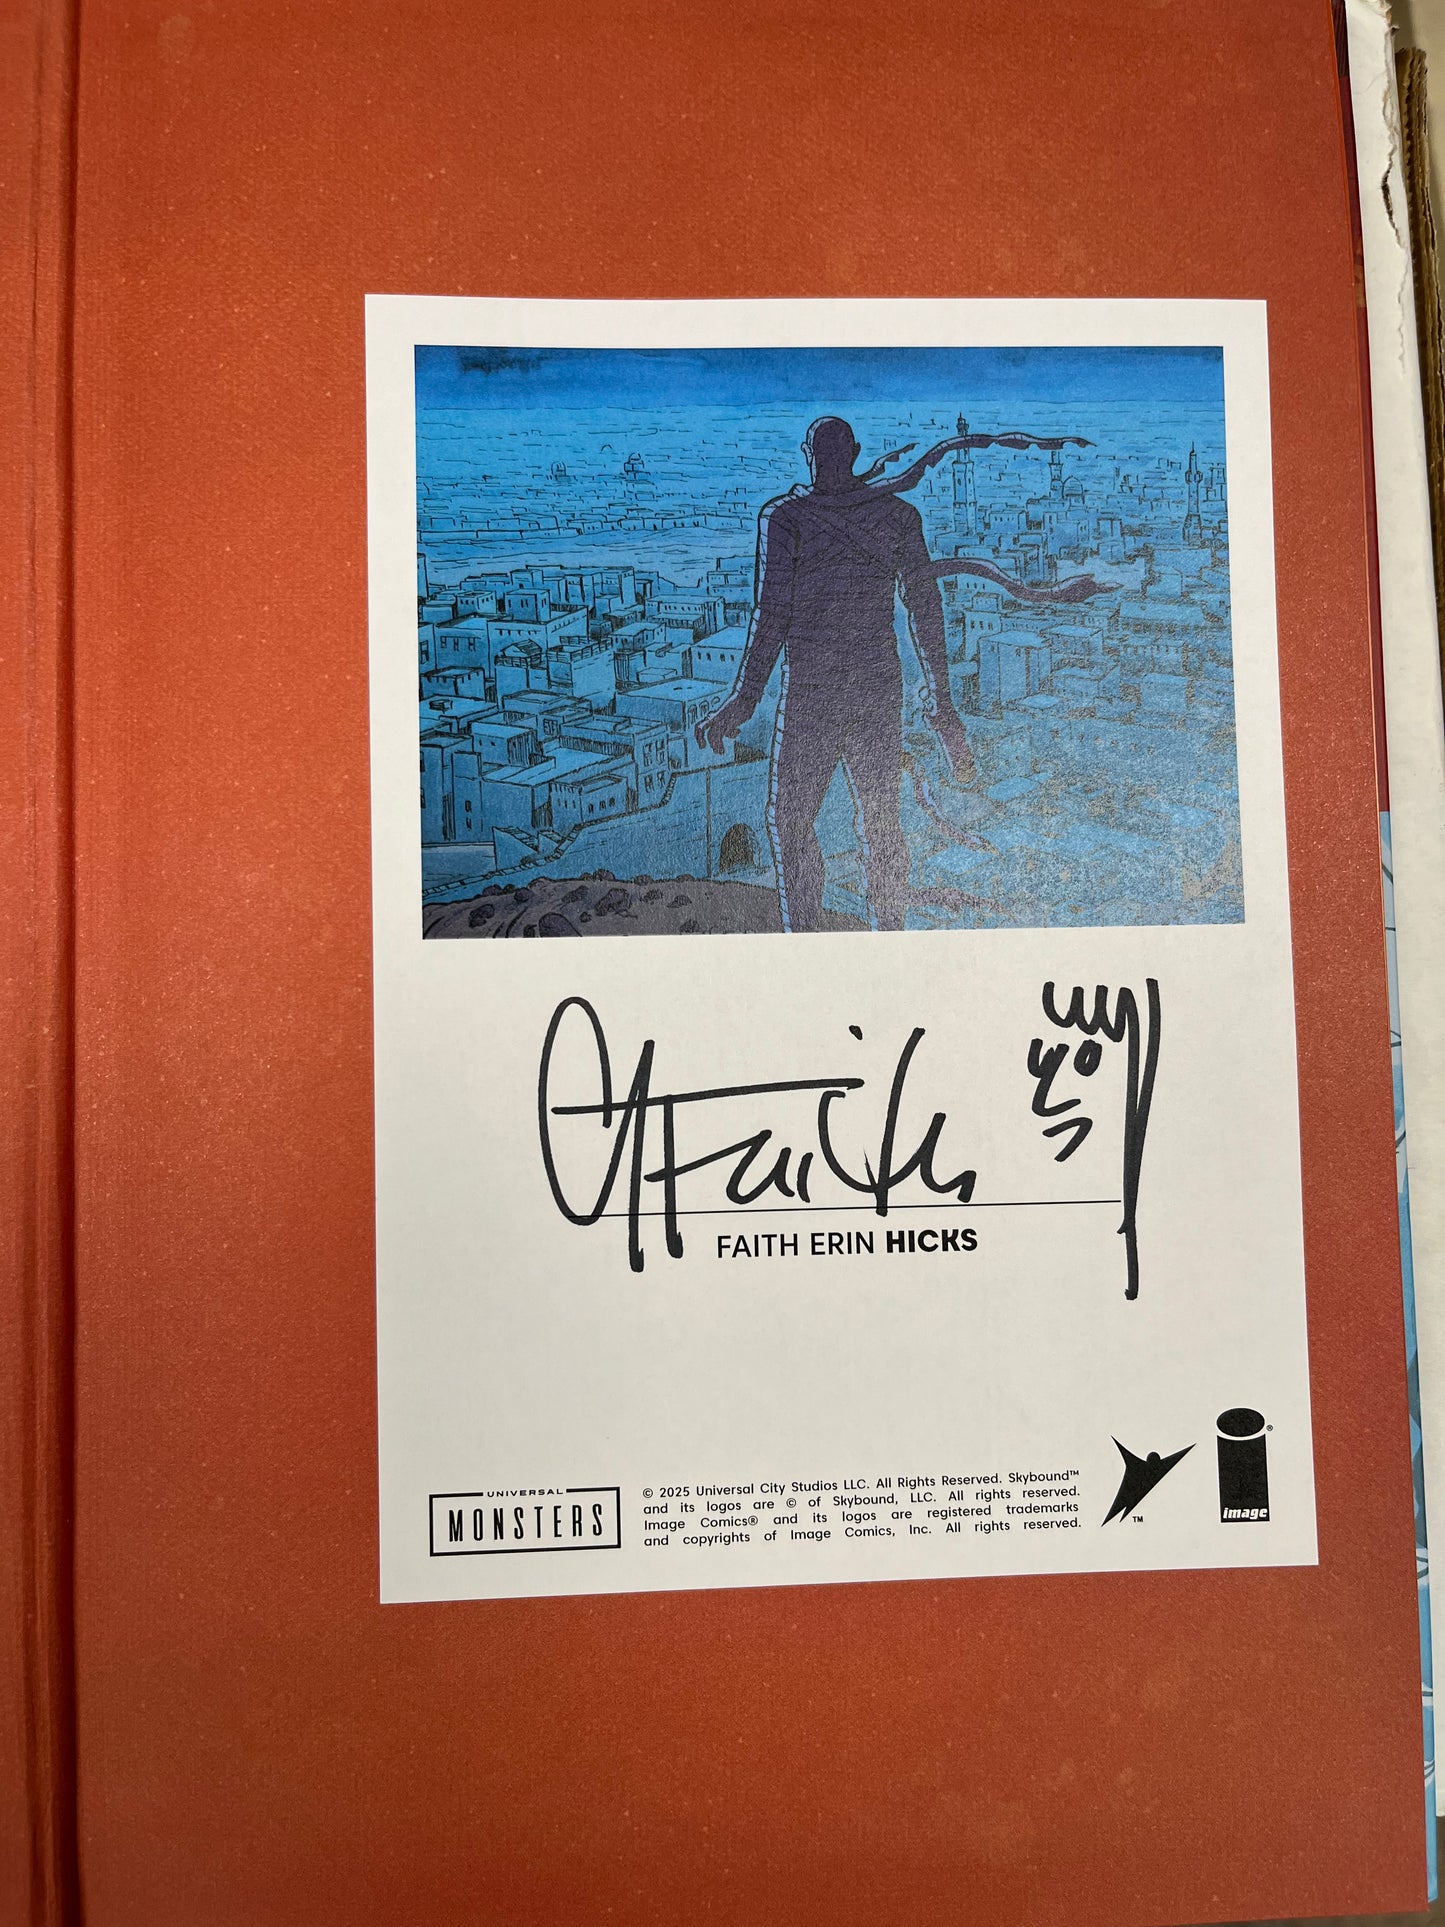 Faith
FAITH ERIN HICKS
UNIVERSAL
MONSTERS
© 2025 Universal City Studios LLC. All Rights Reserved. Skybound™
and its logos are © of Skybound, LLC. All rights reserved.
Image Comics® and its logos are registered trademarks
and copyrights of Image Comics, Inc. All rights reserved.
TM
image
®